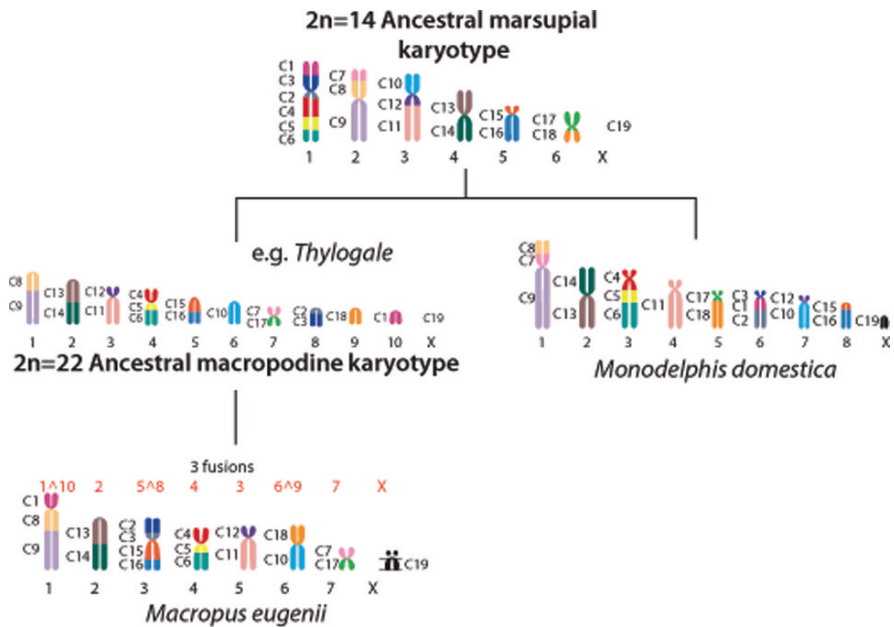 2n=14 Ancestral marsupial
karyotype
C1
C3
C2
C4
C5
C6
C7
C8
C9
C10
C12
C11
C13
C14
C15
C16
C17
C18
C19
1 2 3 4 5 6 X
e.g. Thylogale
C8
C9
C13
C14
C12
C11
C4
C5
C6
C15
C16
C10
C7
C17
C2
C3
C18
C1
C19
1 2 3 4 5 6 7 8 9 10 X
2n=22 Ancestral macropodine karyotype
C8
C7
C9
C14
C13
C4
C5
C6
C11
C17
C18
C3
C1
C2
C12
C10
C15
C16
C19
1 2 3 4 5 6 7 8 X
Monodelphis domestica
3 fusions
1^10 2 5^8 4 3 6^9 7 X
C1
C8
C9
C13
C14
C2
C3
C15
C16
C4
C5
C6
C12
C11
C18
C10
C7
C17
C19
1 2 3 4 5 6 7 X
Macropus eugenii